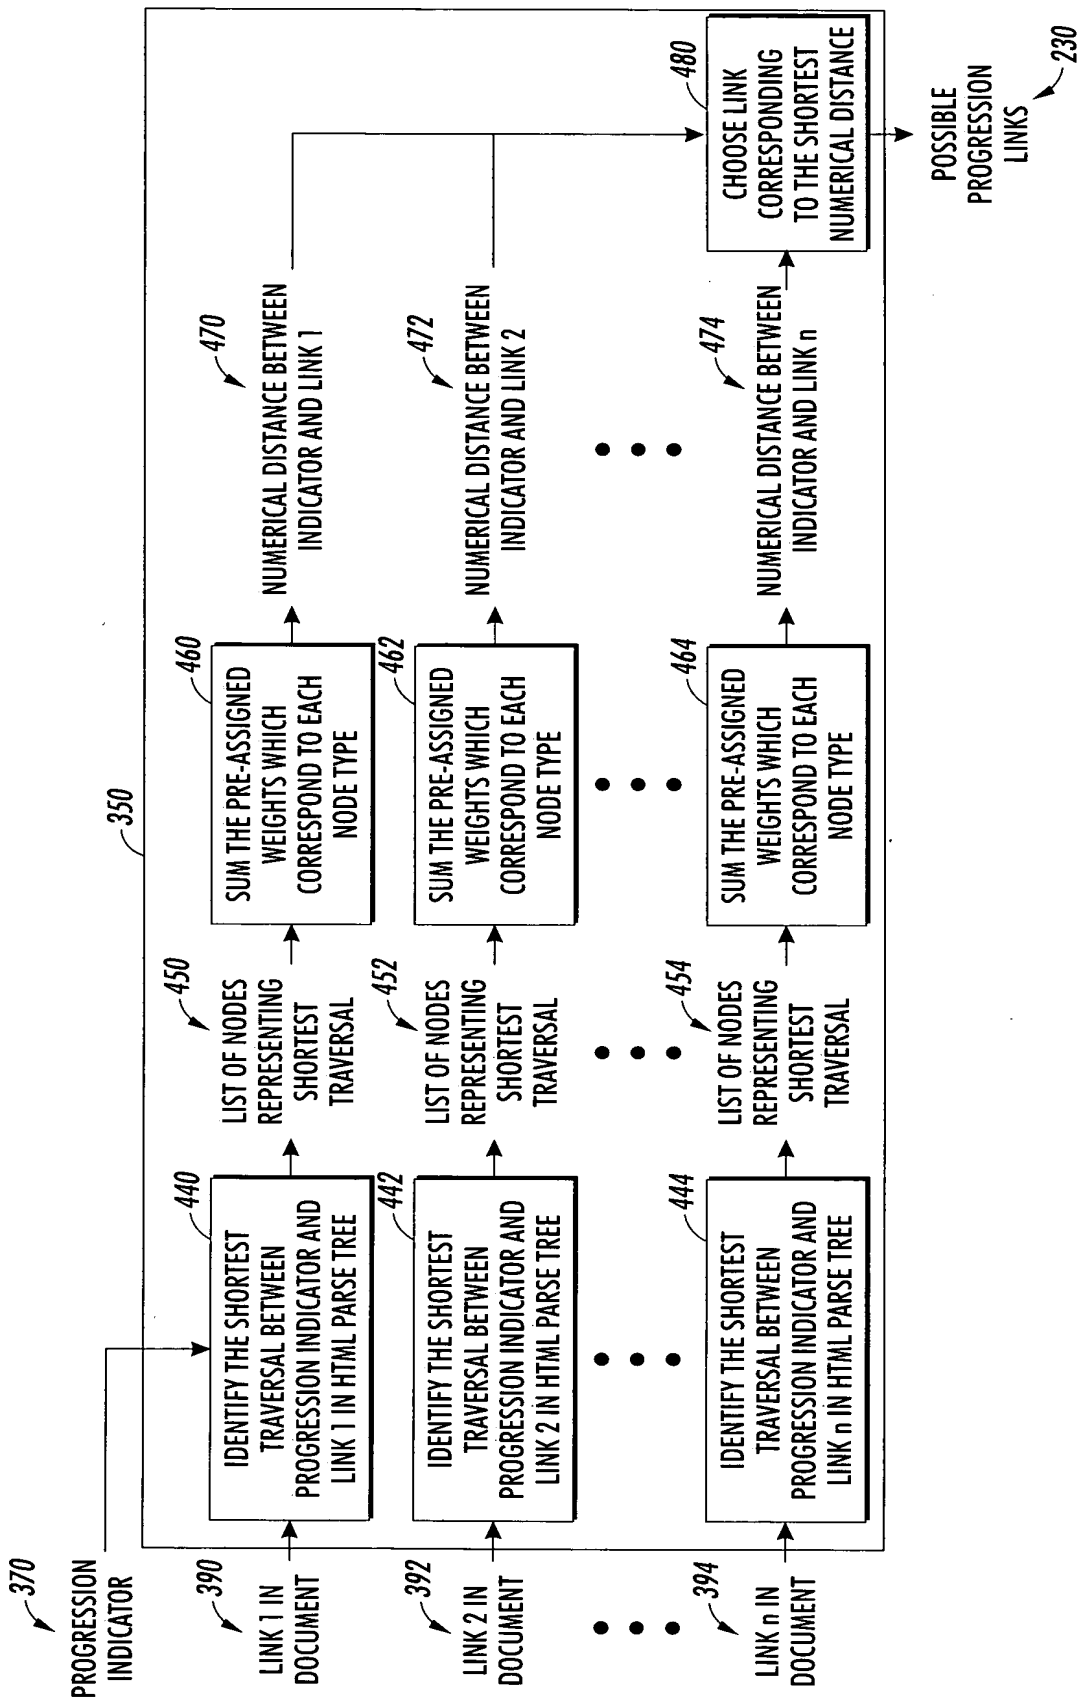 370
PROGRESSION
INDICATOR
350
390
LINK 1 IN
DOCUMENT
440
IDENTIFY THE SHORTEST
TRAVERSAL BETWEEN
PROGRESSION INDICATOR AND
LINK 1 IN HTML PARSE TREE
450
LIST OF NODES
REPRESENTING
SHORTEST
TRAVERSAL
460
SUM THE PRE-ASSIGNED
WEIGHTS WHICH
CORRESPOND TO EACH
NODE TYPE
470
NUMERICAL DISTANCE BETWEEN
INDICATOR AND LINK 1
392
LINK 2 IN
DOCUMENT
442
IDENTIFY THE SHORTEST
TRAVERSAL BETWEEN
PROGRESSION INDICATOR AND
LINK 2 IN HTML PARSE TREE
452
LIST OF NODES
REPRESENTING
SHORTEST
TRAVERSAL
462
SUM THE PRE-ASSIGNED
WEIGHTS WHICH
CORRESPOND TO EACH
NODE TYPE
472
NUMERICAL DISTANCE BETWEEN
INDICATOR AND LINK 2
394
LINK n IN
DOCUMENT
444
IDENTIFY THE SHORTEST
TRAVERSAL BETWEEN
PROGRESSION INDICATOR AND
LINK n IN HTML PARSE TREE
454
LIST OF NODES
REPRESENTING
SHORTEST
TRAVERSAL
464
SUM THE PRE-ASSIGNED
WEIGHTS WHICH
CORRESPOND TO EACH
NODE TYPE
474
NUMERICAL DISTANCE BETWEEN
INDICATOR AND LINK n
480
CHOOSE LINK
CORRESPONDING
TO THE SHORTEST
NUMERICAL DISTANCE
POSSIBLE
PROGRESSION
LINKS
230